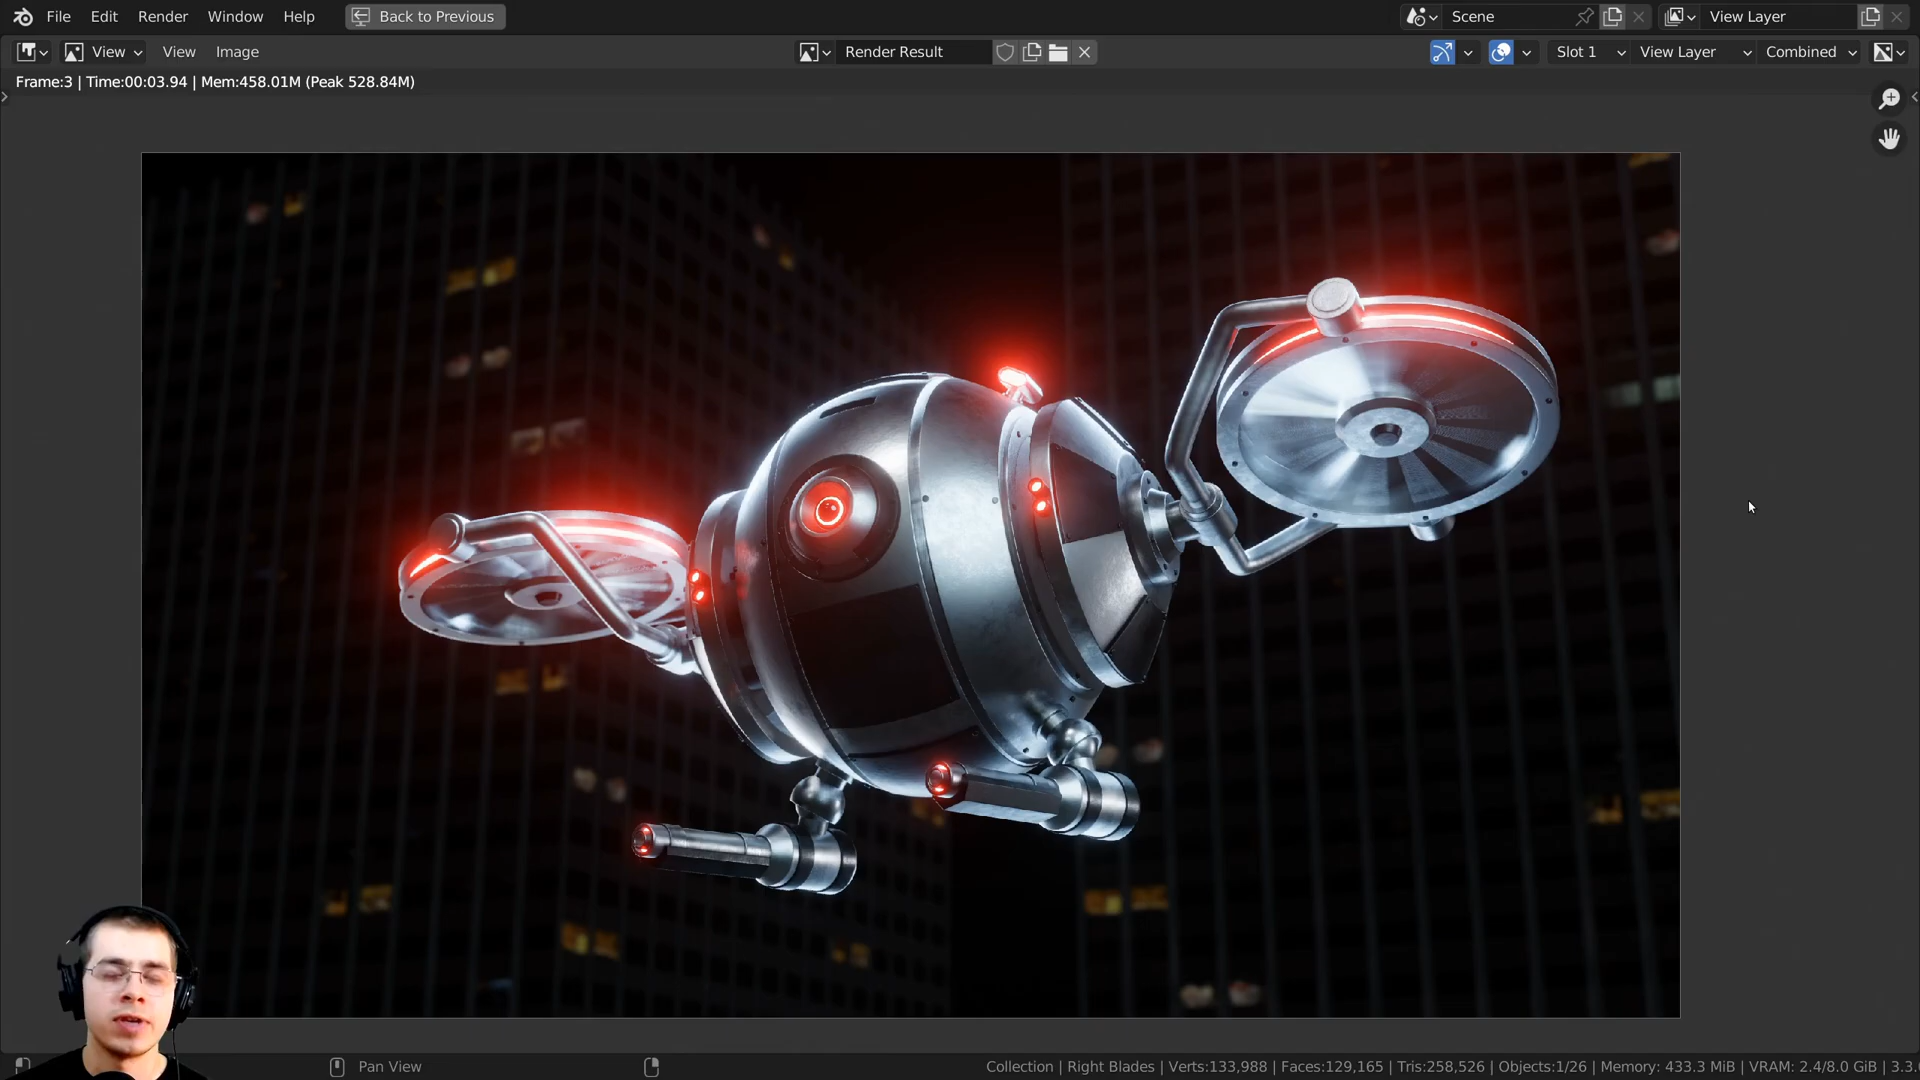 File Edit Render Window Help Back to Previous Scene View Layer
View View Image Render Result Slot 1 View Layer Combined
Frame:3 | Time:00:03.94 | Mem:458.01M (Peak 528.84M)
Pan View Collection | Right Blades | Verts:133,988 | Faces:129,165 | Tris:258,526 | Objects:1/26 | Memory: 433.3 MiB | VRAM: 2.4/8.0 GiB | 3.3.